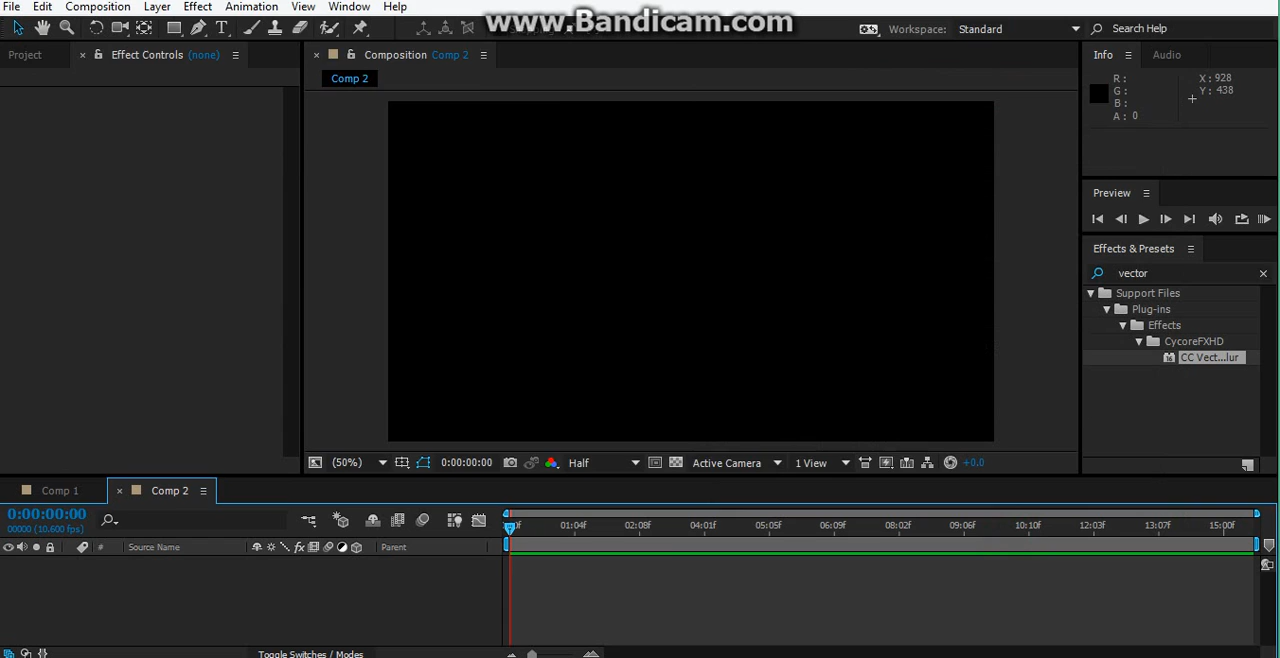 File Edit Composition Layer Effect Animation View Window Help
www.Bandicam.com
Workspace: Standard Search Help
Project Effect Controls (none) Composition Comp 2 Info Audio
Comp 2
R : X : 928
G : Y : 438
B :
A : 0
Preview
Effects & Presets
vector
Support Files
Plug-ins
Effects
CycoreFXHD
CC Vect...lur
(50%) 0:00:00:00 Half Active Camera 1 View +0.0
Comp 1 Comp 2
0:00:00:00
00000 (10.600 fps)
01:04f 02:08f 04:01f 05:05f 06:09f 08:02f 09:06f 10:10f 12:03f 13:07f 15:00f
# Source Name Parent
Toggle Switches / Modes